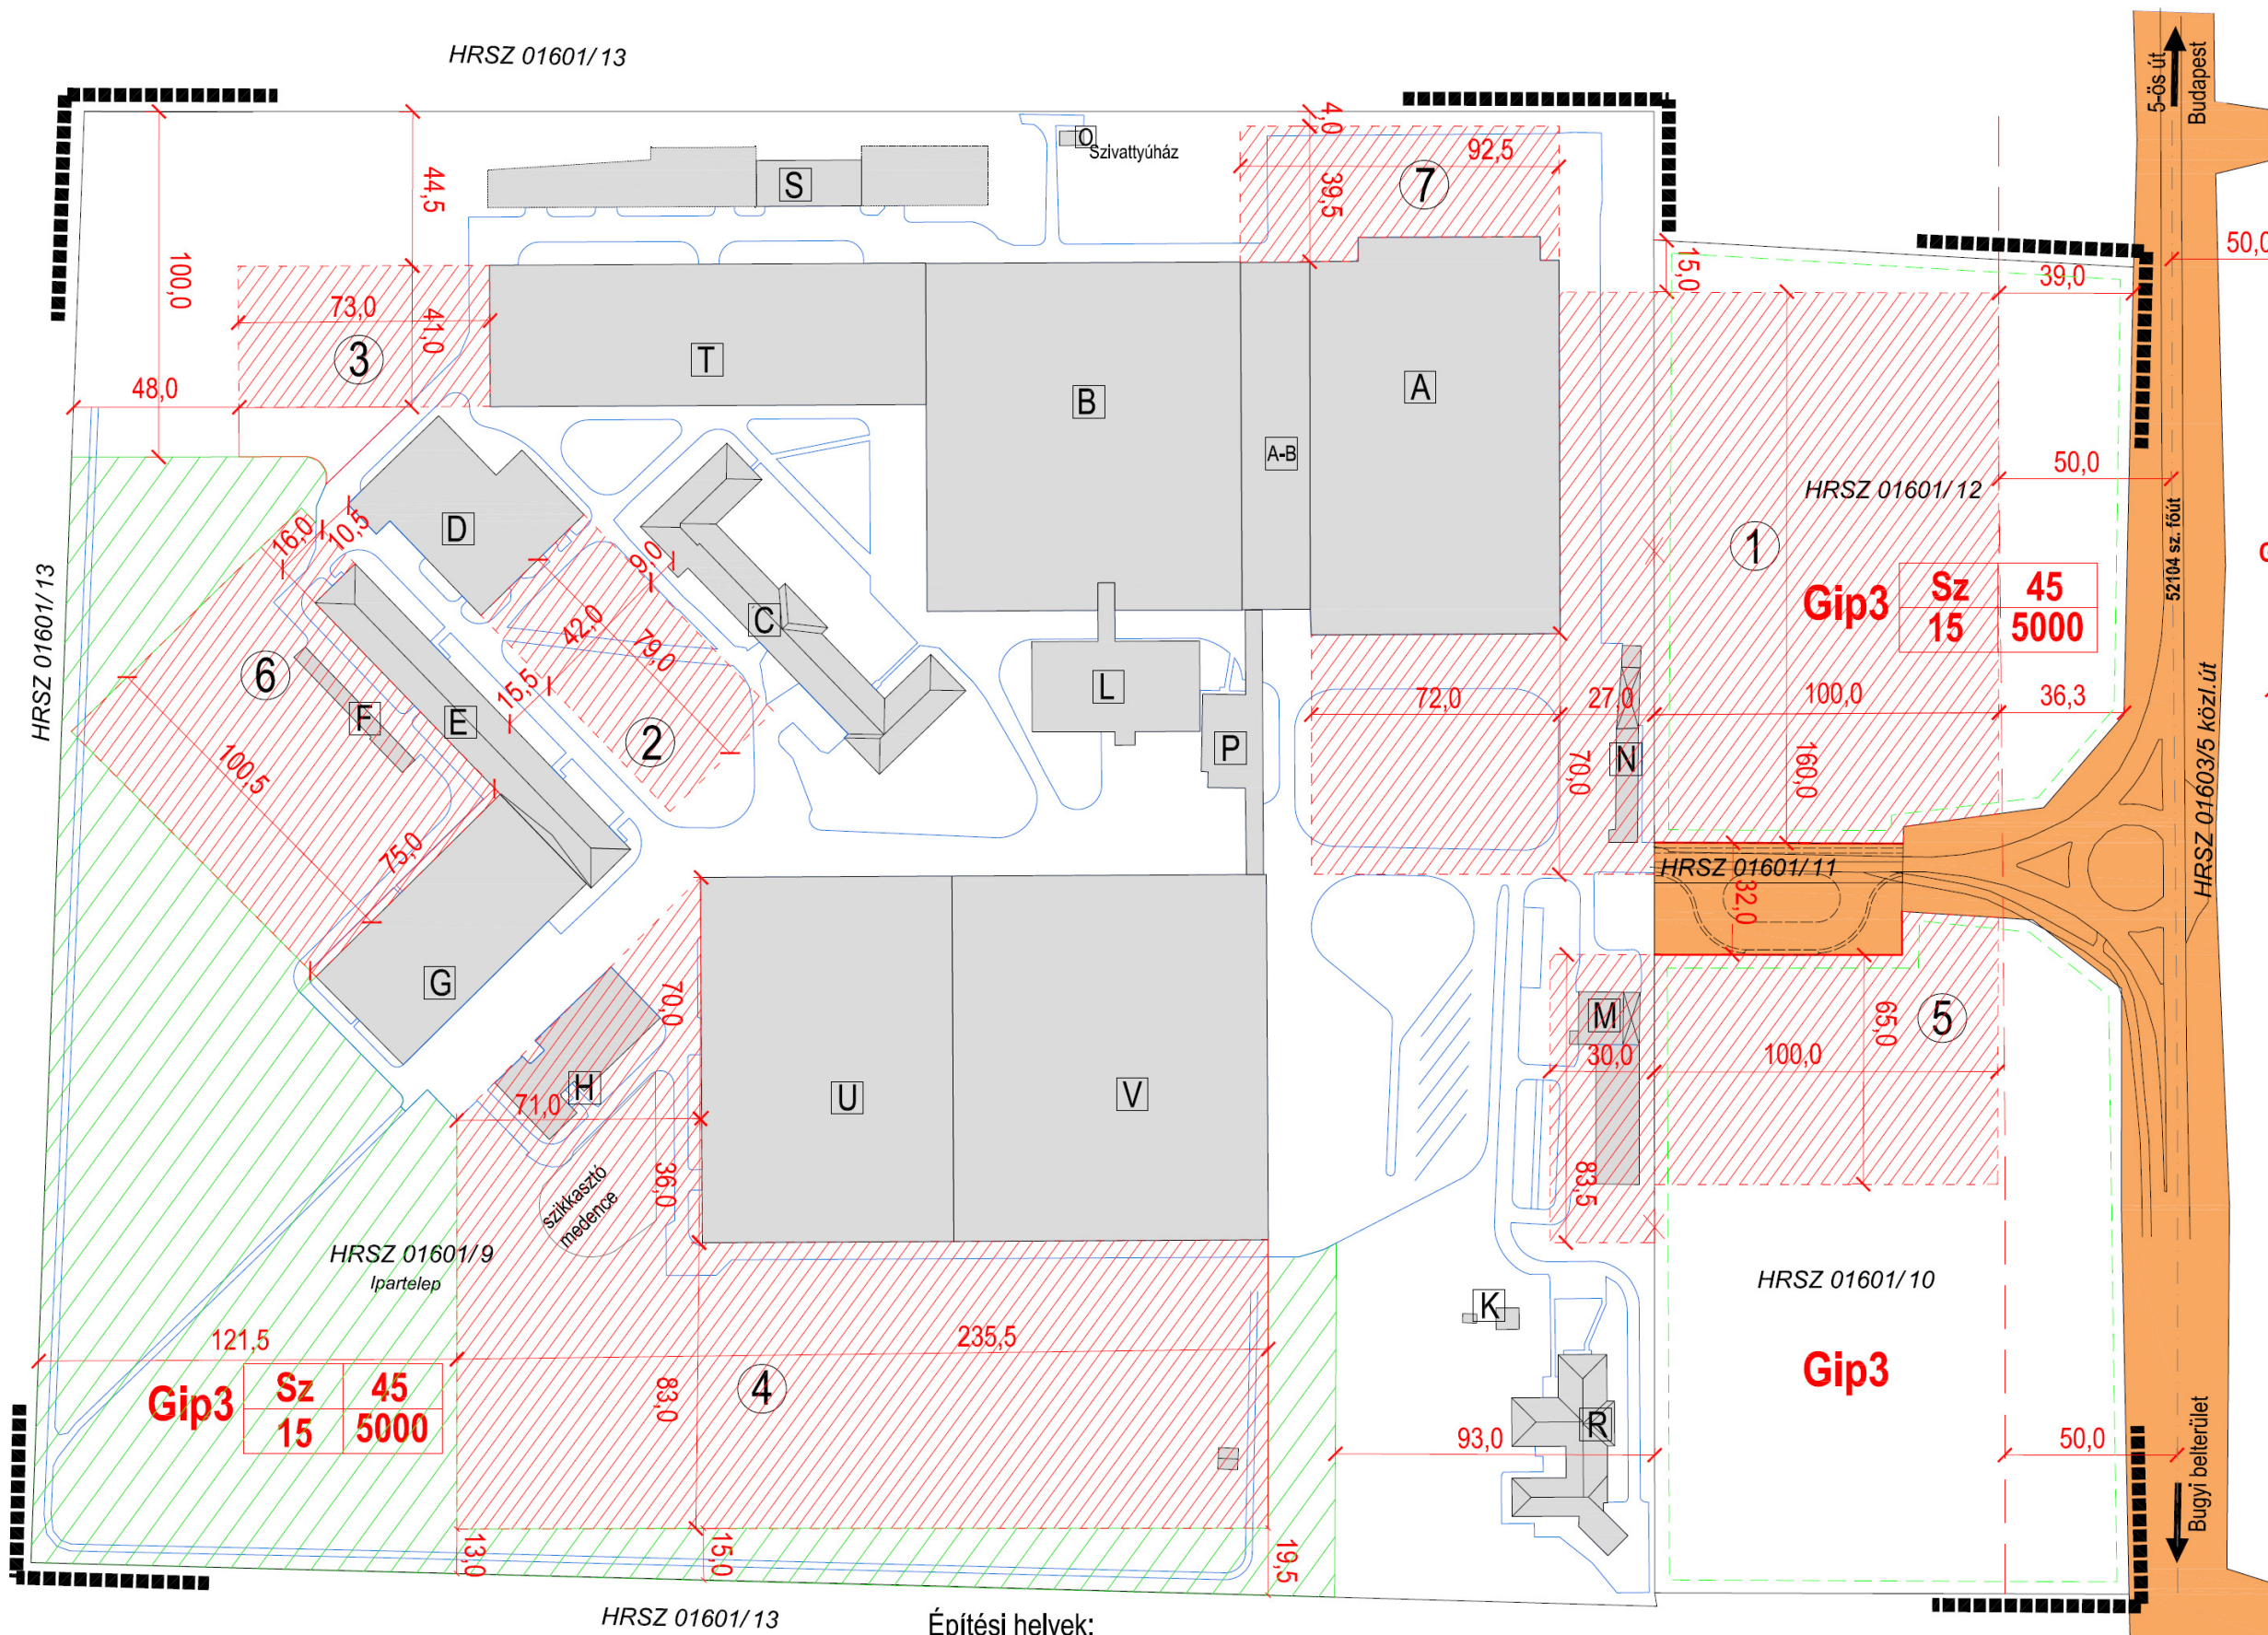 HRSZ 01601/13
5-ös út
Budapest
4,0
O
Szivattyúház
92,5
7
39,5
S
44,5
100,0
50,0
15,0
39,0
73,0
41,0
3
T
B
A
48,0
A-B
50,0
HRSZ 01601/12
52104 sz. főút
16,0
10,5
D
9,0
1
HRSZ 01601/13
Gip3
Sz
45
15
5000
42,0
C
79,0
6
15,5
L
72,0
27,0
100,0
36,3
F
E
2
P
N
70,0
160,0
100,5
HRSZ 01603/5 közl.út
75,0
HRSZ 01601/11
32,0
G
70,0
M
65,0
5
30,0
100,0
H
71,0
U
V
36,0
83,5
szikkasztó
medence
HRSZ 01601/9
Ipartelep
HRSZ 01601/10
K
121,5
235,5
Gip3
Sz
45
15
5000
83,0
4
Gip3
R
93,0
50,0
Bugyi belterület
13,0
15,0
19,5
HRSZ 01601/13
Építési helyek: